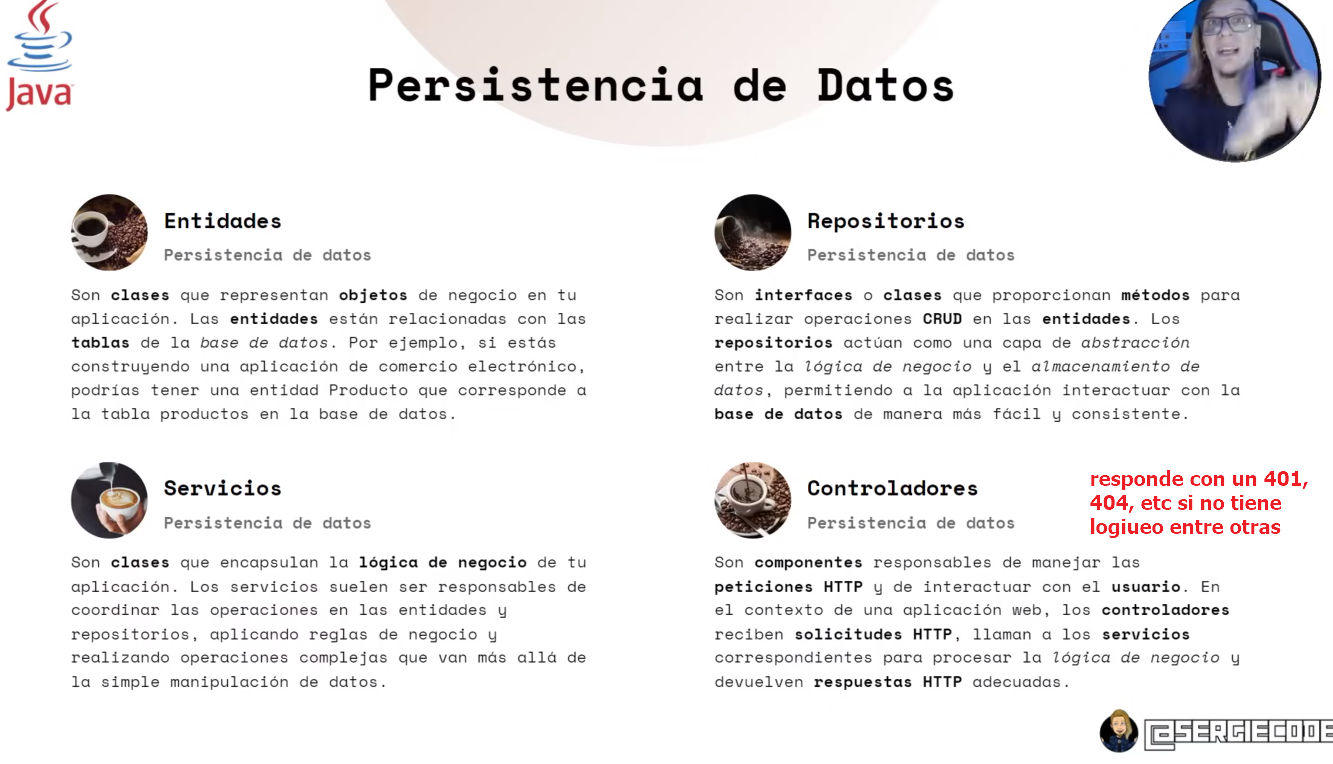 Java
Persistencia de Datos
Entidades
Persistencia de datos
Son clases que representan objetos de negocio en tu
aplicación. Las entidades están relacionadas con las
tablas de la base de datos. Por ejemplo, si estás
construyendo una aplicación de comercio electrónico,
podrías tener una entidad Producto que corresponde a
la tabla productos en la base de datos.
Repositorios
Persistencia de datos
Son interfaces o clases que proporcionan métodos para
realizar operaciones CRUD en las entidades. Los
repositorios actúan como una capa de abstracción
entre la lógica de negocio y el almacenamiento de
datos, permitiendo a la aplicación interactuar con la
base de datos de manera más fácil y consistente.
Servicios
Persistencia de datos
Son clases que encapsulan la lógica de negocio de tu
aplicación. Los servicios suelen ser responsables de
coordinar las operaciones en las entidades y
repositorios, aplicando reglas de negocio y
realizando operaciones complejas que van más allá de
la simple manipulación de datos.
Controladores
Persistencia de datos
responde con un 401,
404, etc si no tiene
logiueo entre otras
Son componentes responsables de manejar las
peticiones HTTP y de interactuar con el usuario. En
el contexto de una aplicación web, los controladores
reciben solicitudes HTTP, llaman a los servicios
correspondientes para procesar la lógica de negocio y
devuelven respuestas HTTP adecuadas.
@SERGIECODE